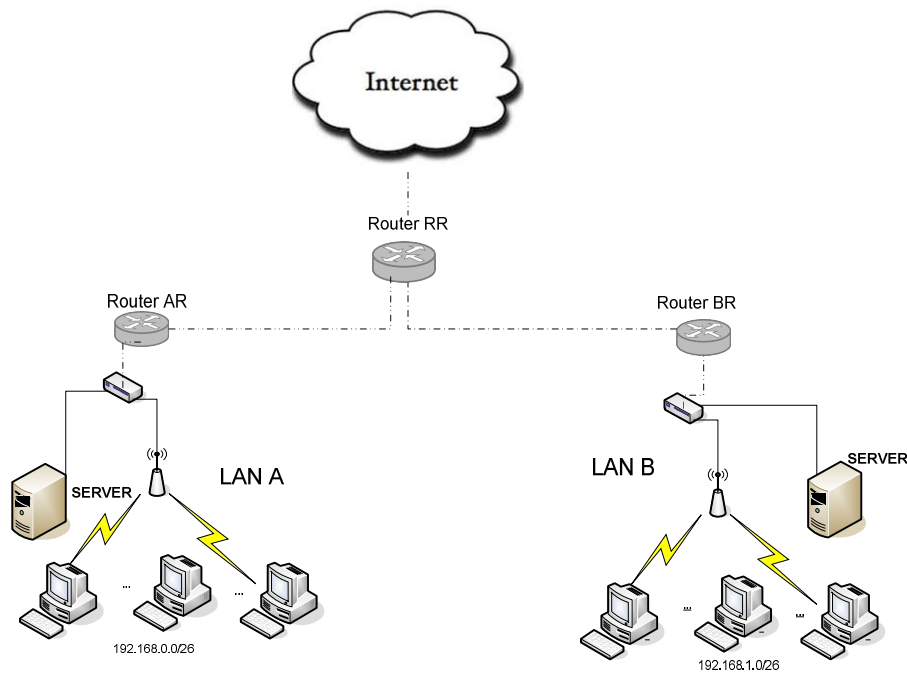 Internet
Router RR
Router AR
Router BR
LAN A
LAN B
SERVER
SERVER
...
...
...
...
192.168.0.0/26
192.168.1.0/26